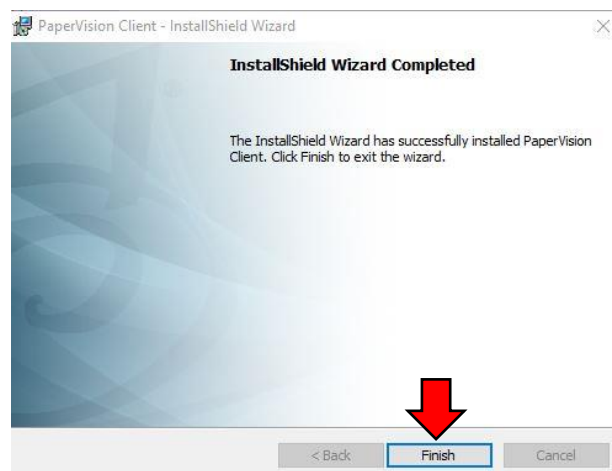 PaperVision Client - InstallShield Wizard
InstallShield Wizard Completed
The InstallShield Wizard has successfully installed PaperVision
Client. Click Finish to exit the wizard.
< Back
Finish
Cancel